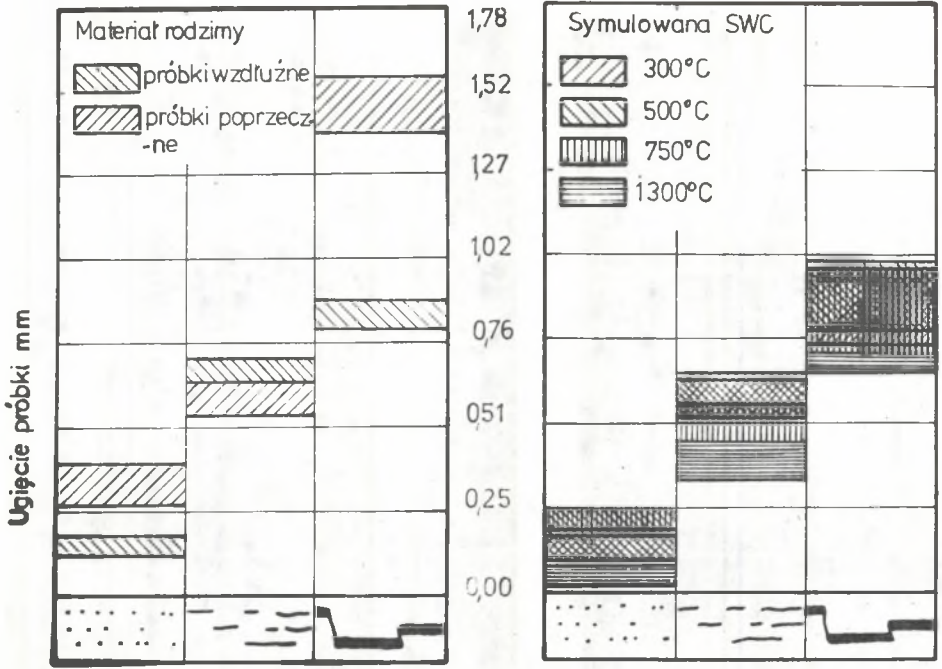 Materiał rodzimy
próbki wzdłużne
próbki poprzecz-
-ne
Ugięcie próbki mm
1,78
1,52
1,27
1,02
0,76
0,51
0,25
0,00
Symulowana SWC
300°C
500°C
750°C
1300°C